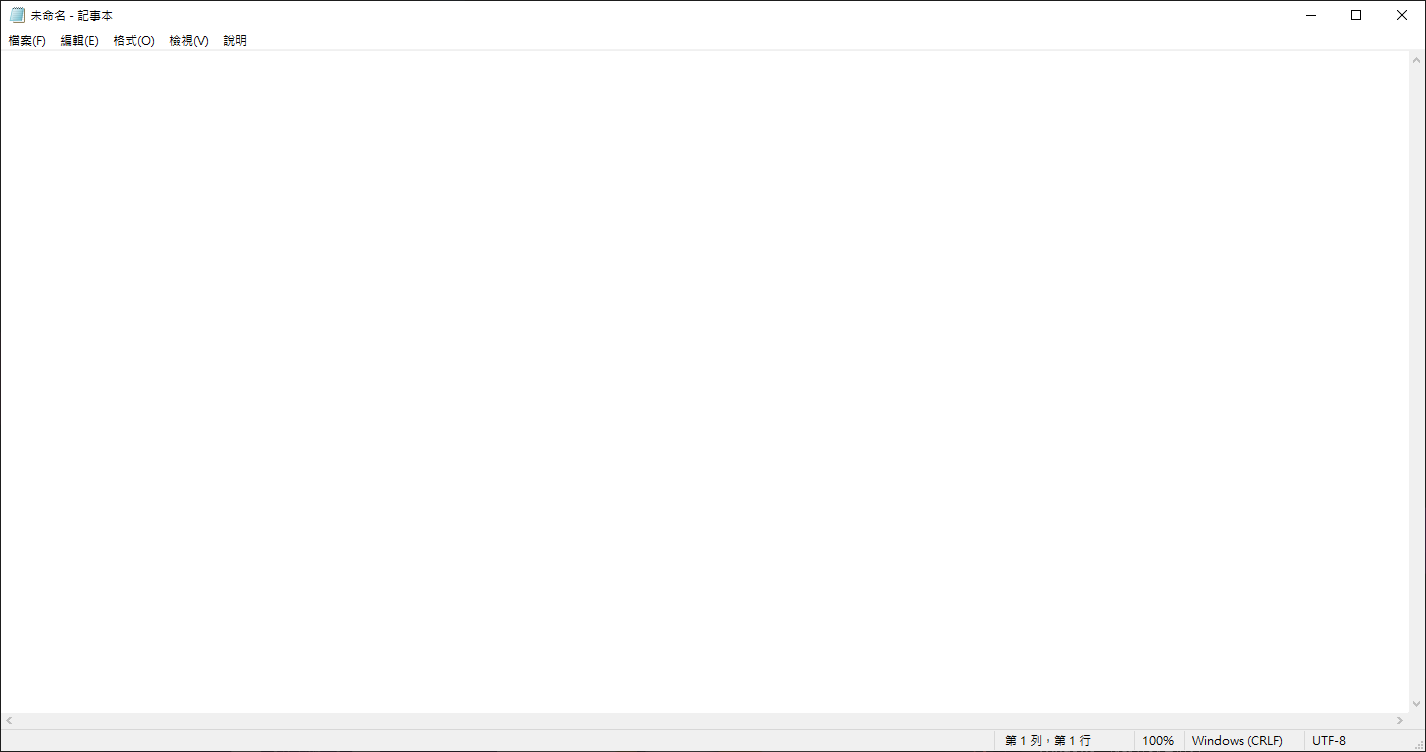 未命名 - 記事本
檔案(F) 編輯(E) 格式(O) 檢視(V) 說明
第 1 列，第 1 行 100% Windows (CRLF) UTF-8